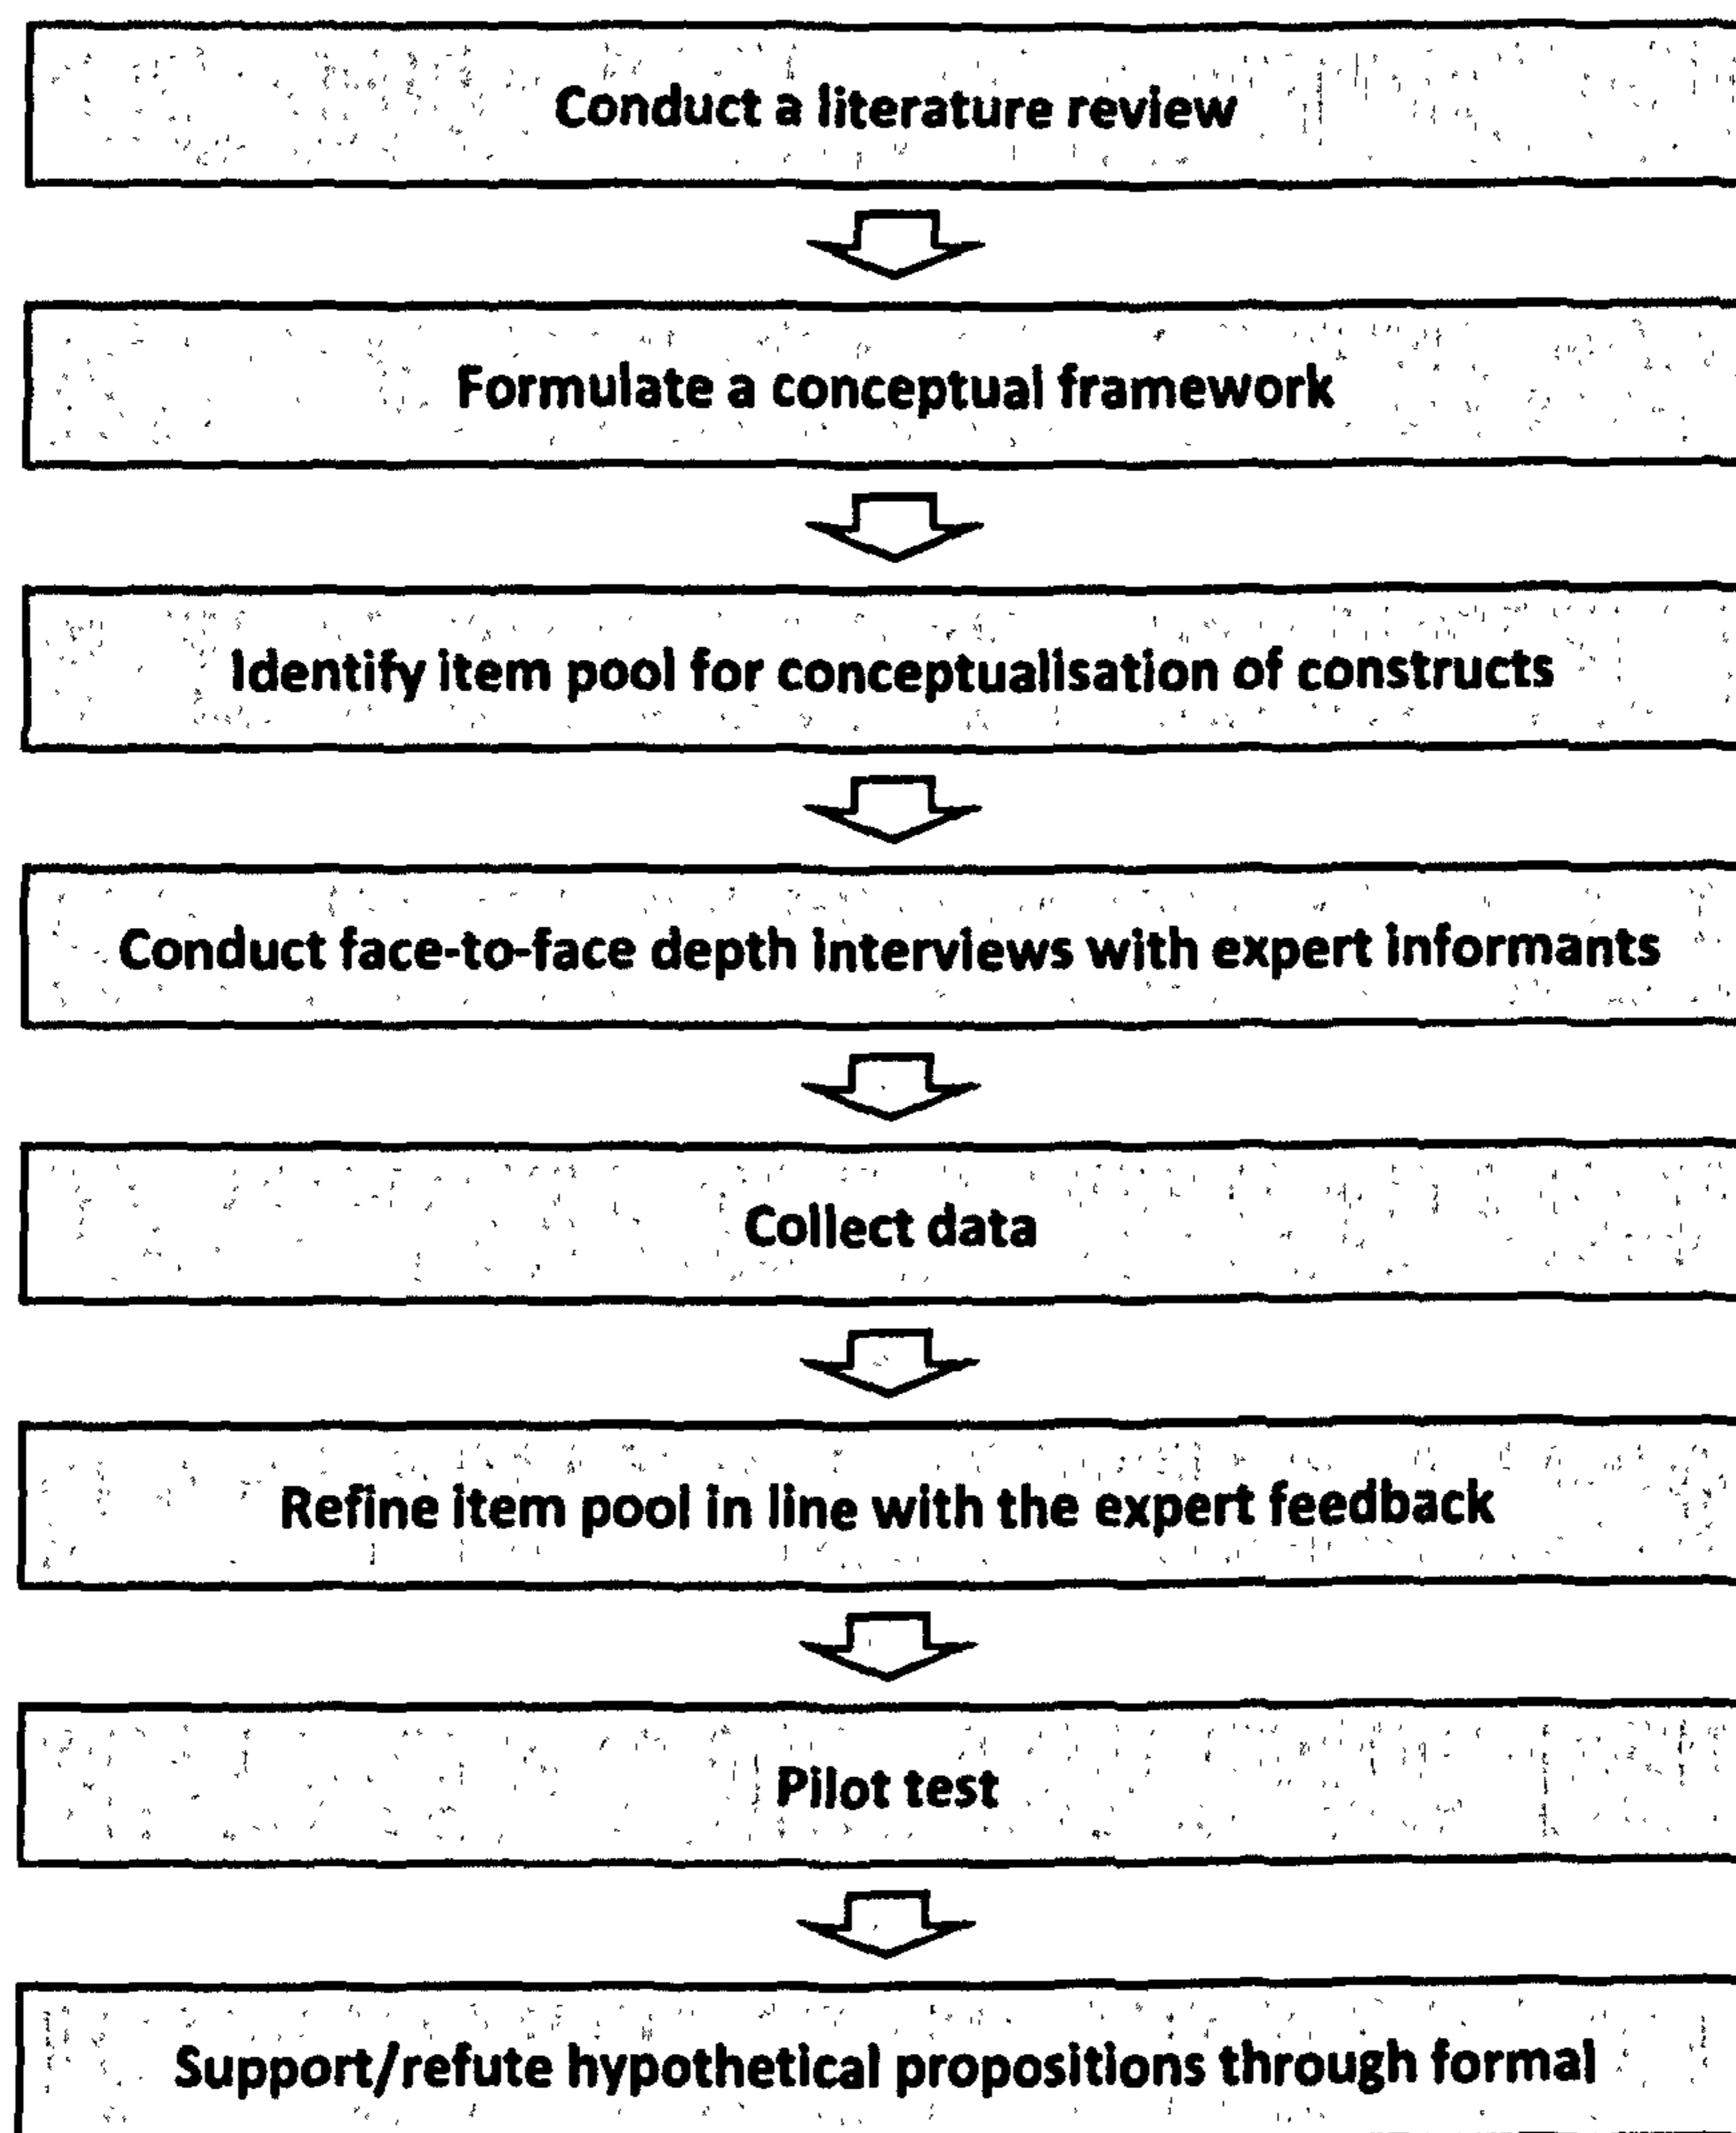 Conduct a literature review
Formulate a conceptual framework
Identify item pool for conceptualisation of constructs
Conduct face-to-face depth interviews with expert informants
Collect data
Refine item pool in line with the expert feedback
Pilot test
Support/refute hypothetical propositions through formal